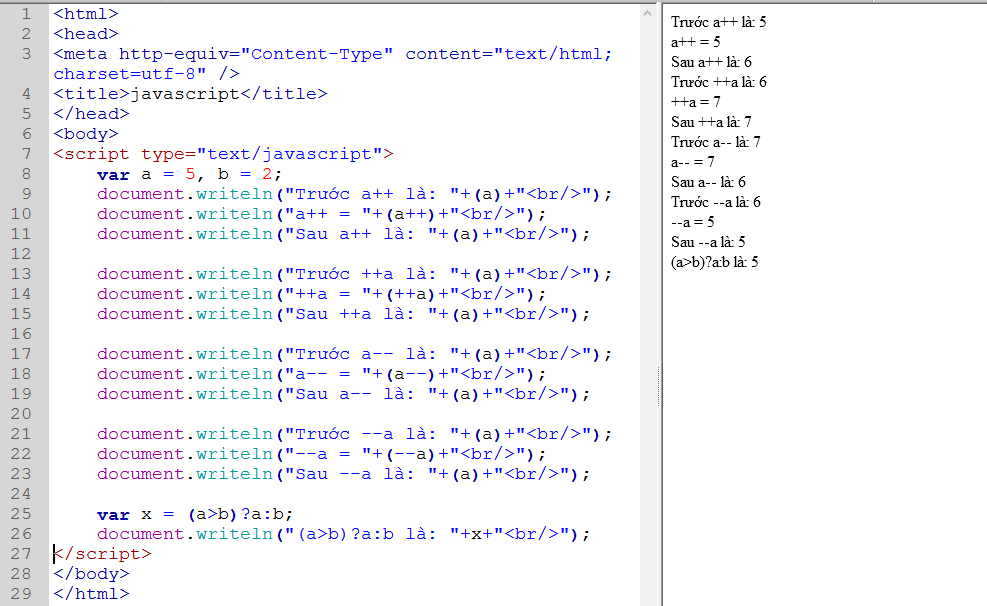 1 <html>
2 <head>
3 <meta http-equiv="Content-Type" content="text/html;
charset=utf-8" />
4 <title>javascript</title>
5 </head>
6 <body>
7 <script type="text/javascript">
8 var a = 5, b = 2;
9 document.writeln("Trước a++ là: "+(a)+"<br/>");
10 document.writeln("a++ = "+(a++)+"<br/>");
11 document.writeln("Sau a++ là: "+(a)+"<br/>");
12
13 document.writeln("Trước ++a là: "+(a)+"<br/>");
14 document.writeln("++a = "+(++a)+"<br/>");
15 document.writeln("Sau ++a là: "+(a)+"<br/>");
16
17 document.writeln("Trước a-- là: "+(a)+"<br/>");
18 document.writeln("a-- = "+(a--)+"<br/>");
19 document.writeln("Sau a-- là: "+(a)+"<br/>");
20
21 document.writeln("Trước --a là: "+(a)+"<br/>");
22 document.writeln("--a = "+(--a)+"<br/>");
23 document.writeln("Sau --a là: "+(a)+"<br/>");
24
25 var x = (a>b)?a:b;
26 document.writeln("(a>b)?a:b là: "+x+"<br/>");
27 </script>
28 </body>
29 </html>
Trước a++ là: 5
a++ = 5
Sau a++ là: 6
Trước ++a là: 6
++a = 7
Sau ++a là: 7
Trước a-- là: 7
a-- = 7
Sau a-- là: 6
Trước --a là: 6
--a = 5
Sau --a là: 5
(a>b)?a:b là: 5